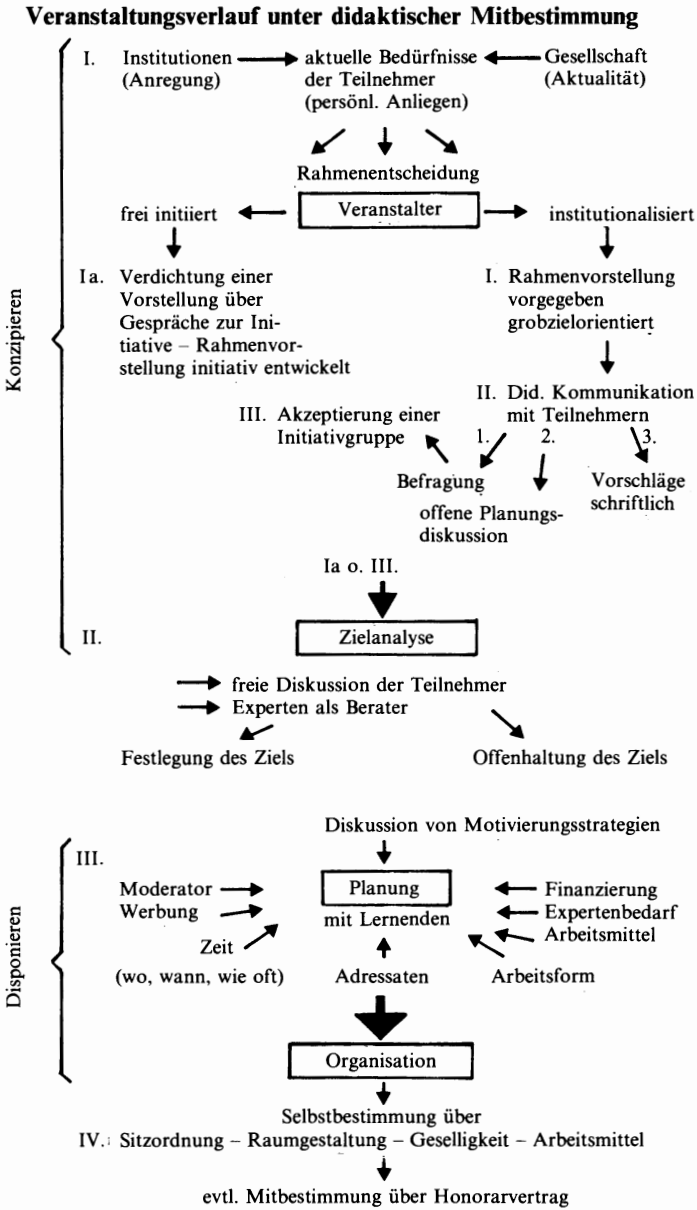 Veranstaltungsverlauf unter didaktischer Mitbestimmung
I. Institutionen
(Anregung)
aktuelle Bedürfnisse
der Teilnehmer
(persönl. Anliegen)
Gesellschaft
(Aktualität)
Rahmenentscheidung
frei initiiert
Veranstalter
institutionalisiert
Konzipieren
Ia. Verdichtung einer
Vorstellung über
Gespräche zur Ini-
tiative – Rahmenvor-
stellung initiativ entwickelt
I. Rahmenvorstellung
vorgegeben
grobzielorientiert
II. Did. Kommunikation
mit Teilnehmern
III. Akzeptierung einer
Initiativgruppe
1. 2. 3.
Befragung
offene Planungs-
diskussion
Vorschläge
schriftlich
Ia o. III.
II. Zielanalyse
freie Diskussion der Teilnehmer
Experten als Berater
Festlegung des Ziels
Offenhaltung des Ziels
Diskussion von Motivierungsstrategien
Disponieren
III.
Moderator
Werbung
Zeit
(wo, wann, wie oft)
Planung
mit Lernenden
Adressaten
Finanzierung
Expertenbedarf
Arbeitsmittel
Arbeitsform
Organisation
Selbstbestimmung über
IV. Sitzordnung – Raumgestaltung – Geselligkeit – Arbeitsmittel
evtl. Mitbestimmung über Honorarvertrag